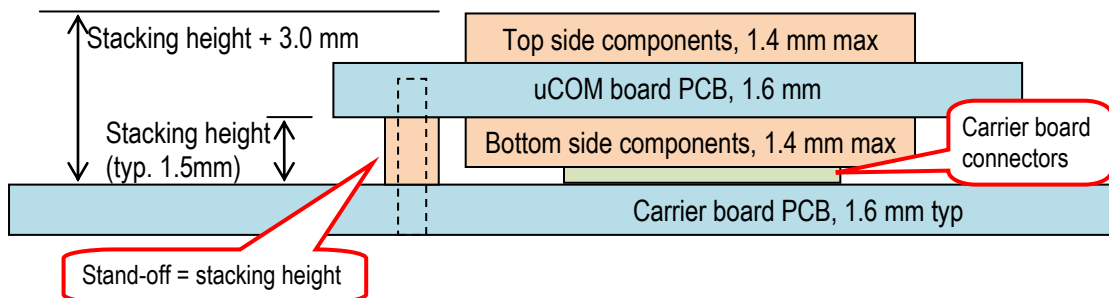 Stacking height + 3.0 mm
Top side components, 1.4 mm max
uCOM board PCB, 1.6 mm
Stacking height
(typ. 1.5mm)
Bottom side components, 1.4 mm max
Carrier board
connectors
Carrier board PCB, 1.6 mm typ
Stand-off = stacking height